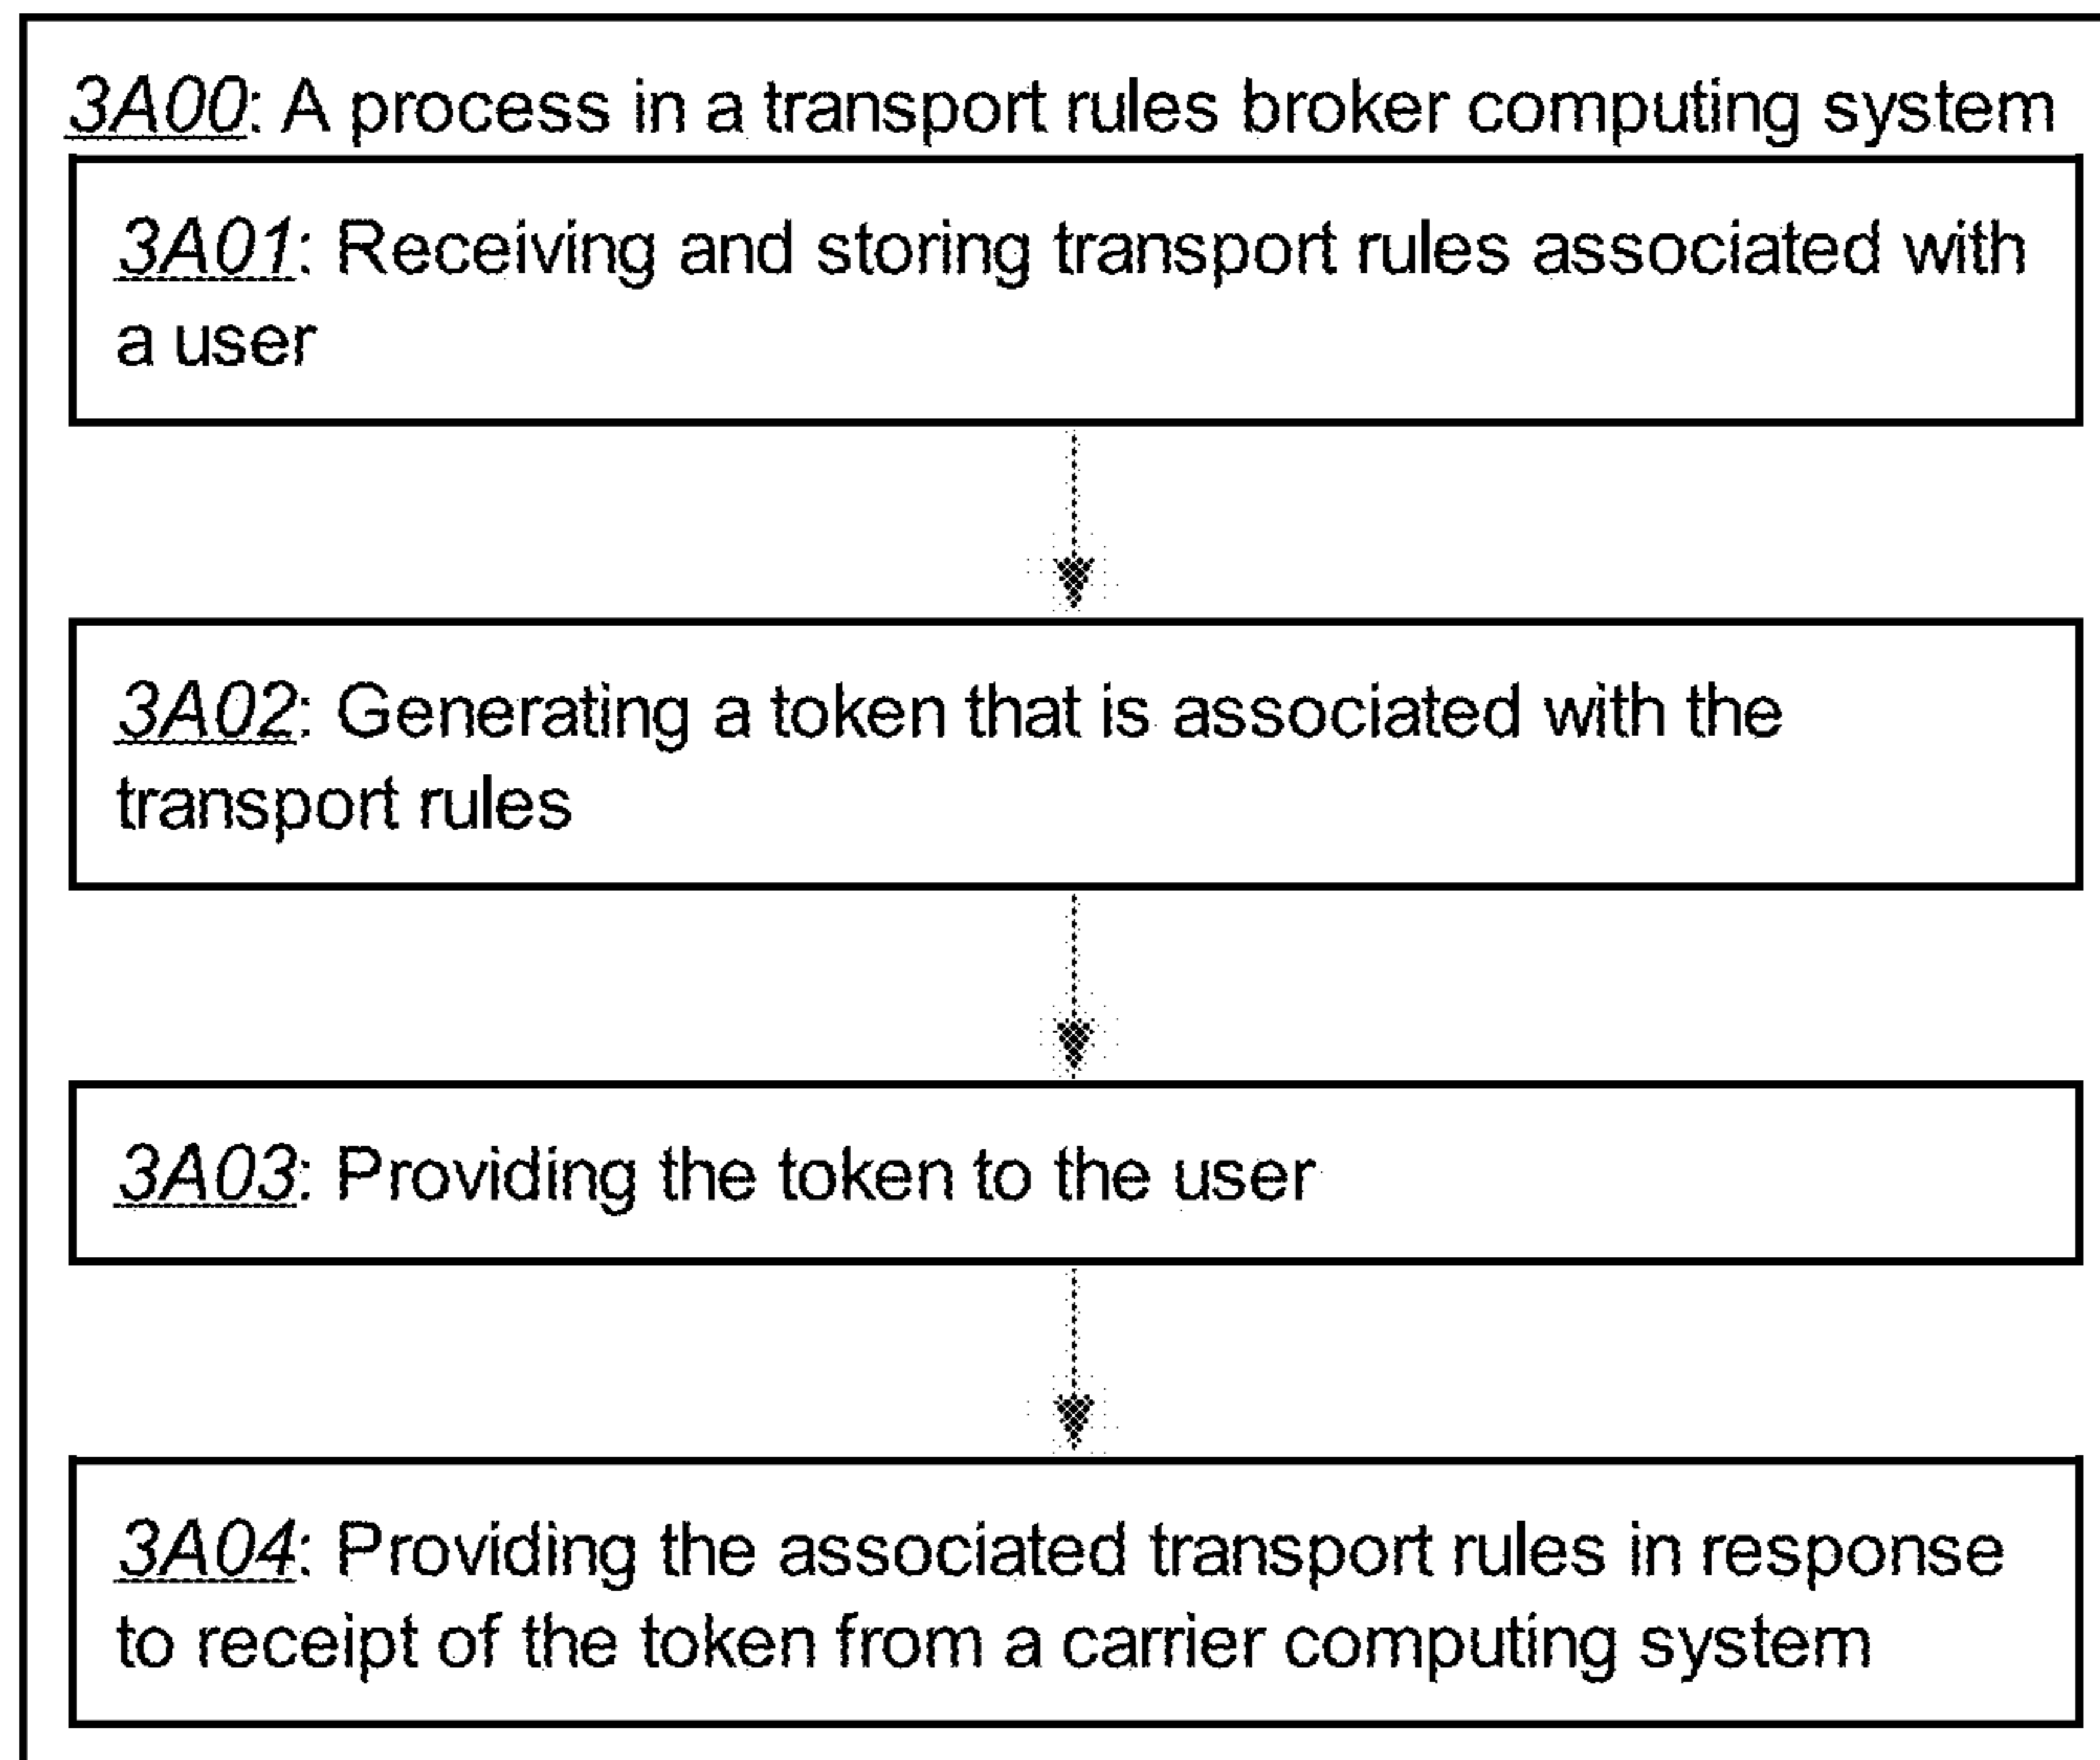 3A00: A process in a transport rules broker computing system
3A01: Receiving and storing transport rules associated with
a user
3A02: Generating a token that is associated with the
transport rules
3A03: Providing the token to the user
3A04: Providing the associated transport rules in response
to receipt of the token from a carrier computing system